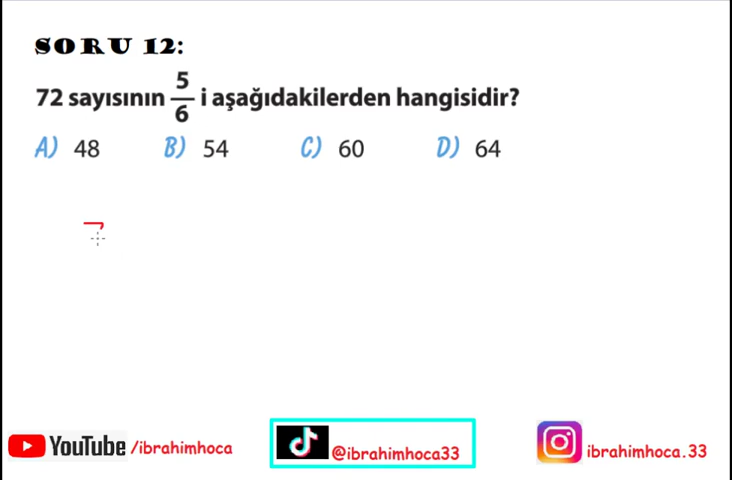 SORU 12:
72 sayısının 5/6 i aşağıdakilerden hangisidir?
A) 48 B) 54 C) 60 D) 64
YouTube /ibrahimhoca @ibrahimhoca33 ibrahimhoca.33